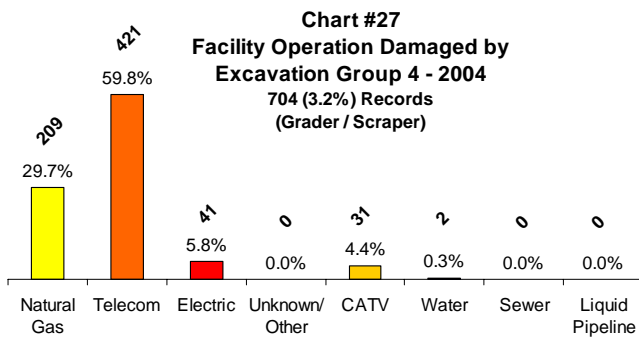 Chart #27
Facility Operation Damaged by
Excavation Group 4 - 2004
704 (3.2%) Records
(Grader / Scraper)
209
421
41
0
31
2
0
0
29.7%
59.8%
5.8%
0.0%
4.4%
0.3%
0.0%
0.0%
Natural
Gas
Telecom
Electric
Unknown/
Other
CATV
Water
Sewer
Liquid
Pipeline